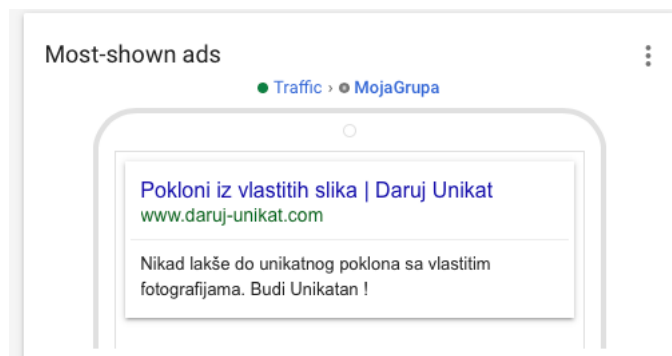 Most-shown ads
Traffic › MojaGrupa
Pokloni iz vlastitih slika | Daruj Unikat
www.daruj-unikat.com
Nikad lakše do unikatnog poklona sa vlastitim
fotografijama. Budi Unikatan !